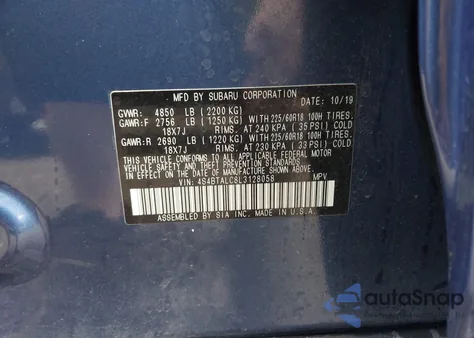 MFD BY SUBARU CORPORATION DATE: 10/19
GVWR: 4850 LB (2200 KG)
GAWR:F 2756 LB (1250 KG) WITH 225/60R18 100H TIRES.
18X7J RIMS. AT 240 KPA ( 35 PSI) COLD
GAWR:R 2690 LB (1220 KG) WITH 225/60R18 100H TIRES.
18X7J RIMS. AT 230 KPA ( 33 PSI) COLD
THIS VEHICLE CONFORMS TO ALL APPLICABLE FEDERAL MOTOR
VEHICLE SAFETY AND THEFT PREVENTION STANDARDS IN EFFECT
ON THE DATE OF MANUFACTURE SHOWN ABOVE.
VIN: 4S4BTALC8L3128058 MPV
ASSEMBLED BY SIA INC. MADE IN U.S.A.
autoSnap